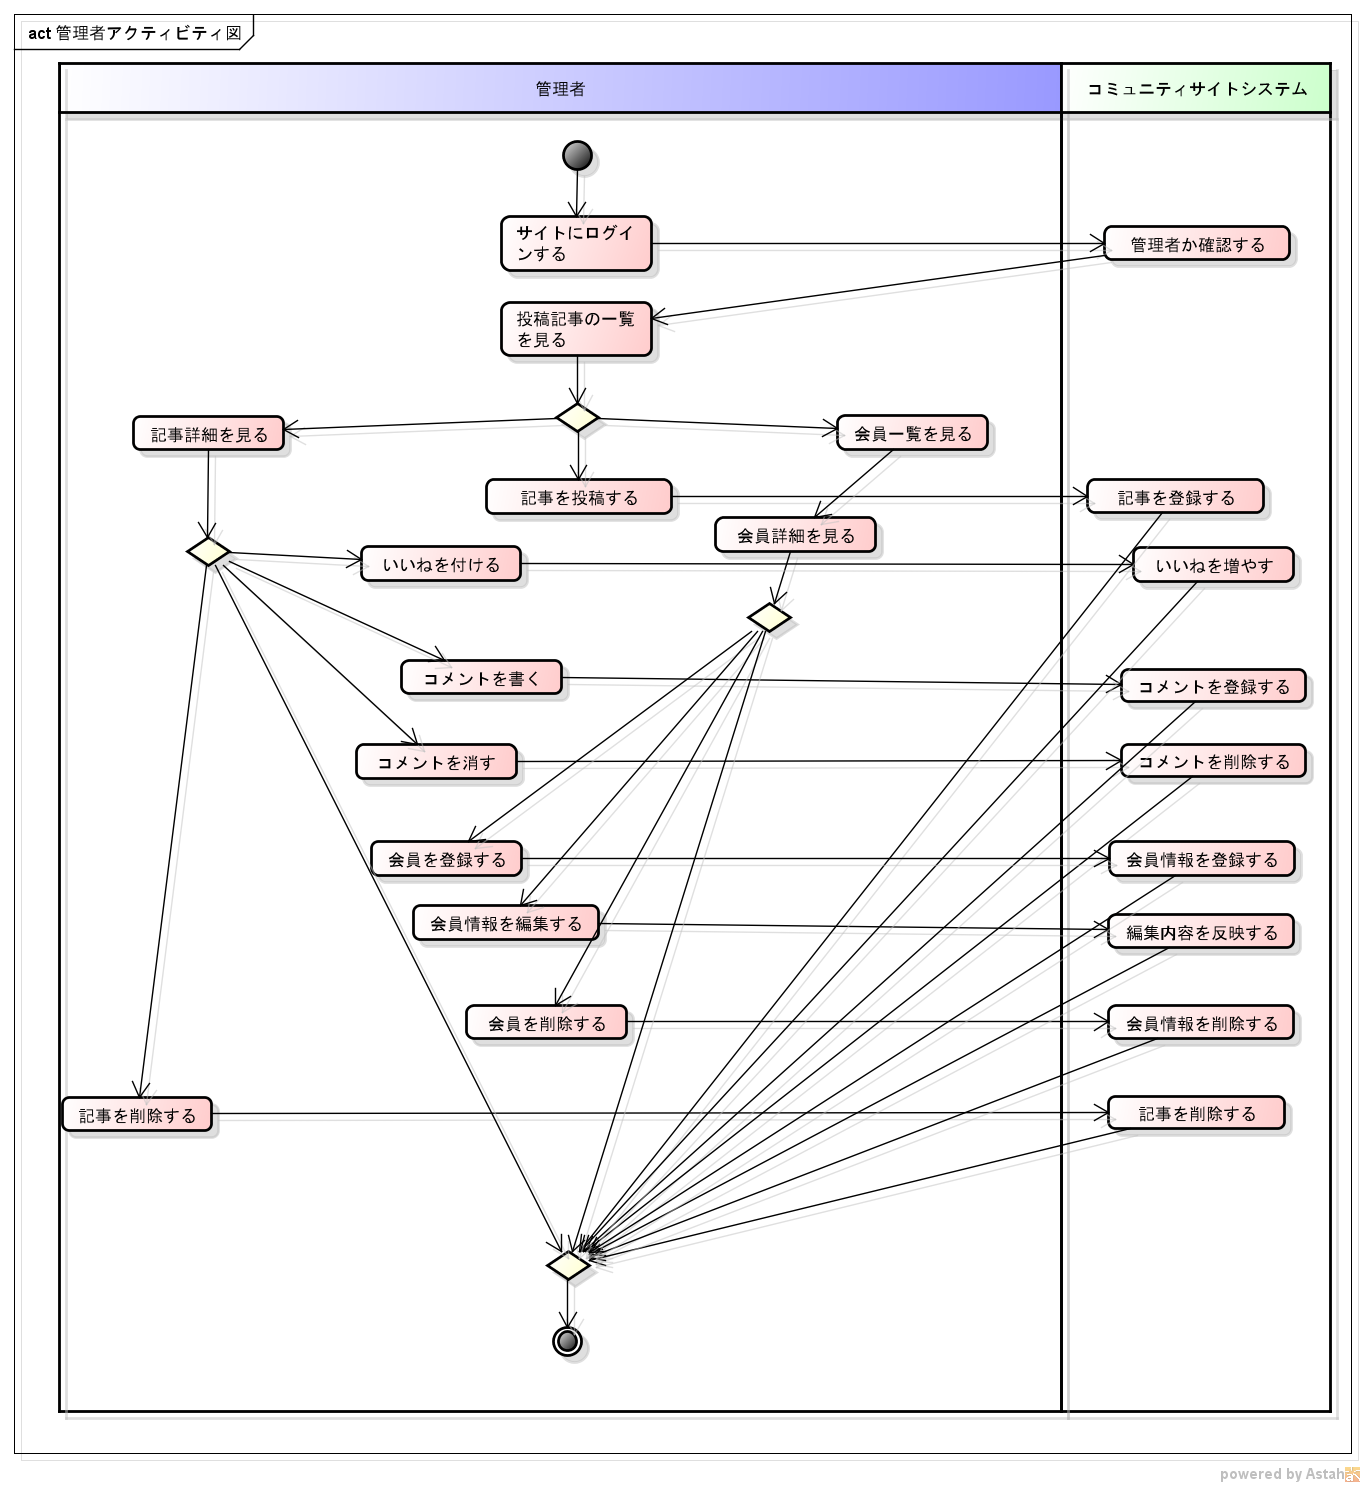 act 管理者アクティビティ図
管理者
コミュニティサイトシステム
サイトにログイ
ンする
管理者か確認する
投稿記事の一覧
を見る
記事詳細を見る
会員一覧を見る
記事を投稿する
記事を登録する
会員詳細を見る
いいねを付ける
いいねを増やす
コメントを書く
コメントを登録する
コメントを消す
コメントを削除する
会員を登録する
会員情報を登録する
会員情報を編集する
編集内容を反映する
会員を削除する
会員情報を削除する
記事を削除する
記事を削除する
powered by Astah